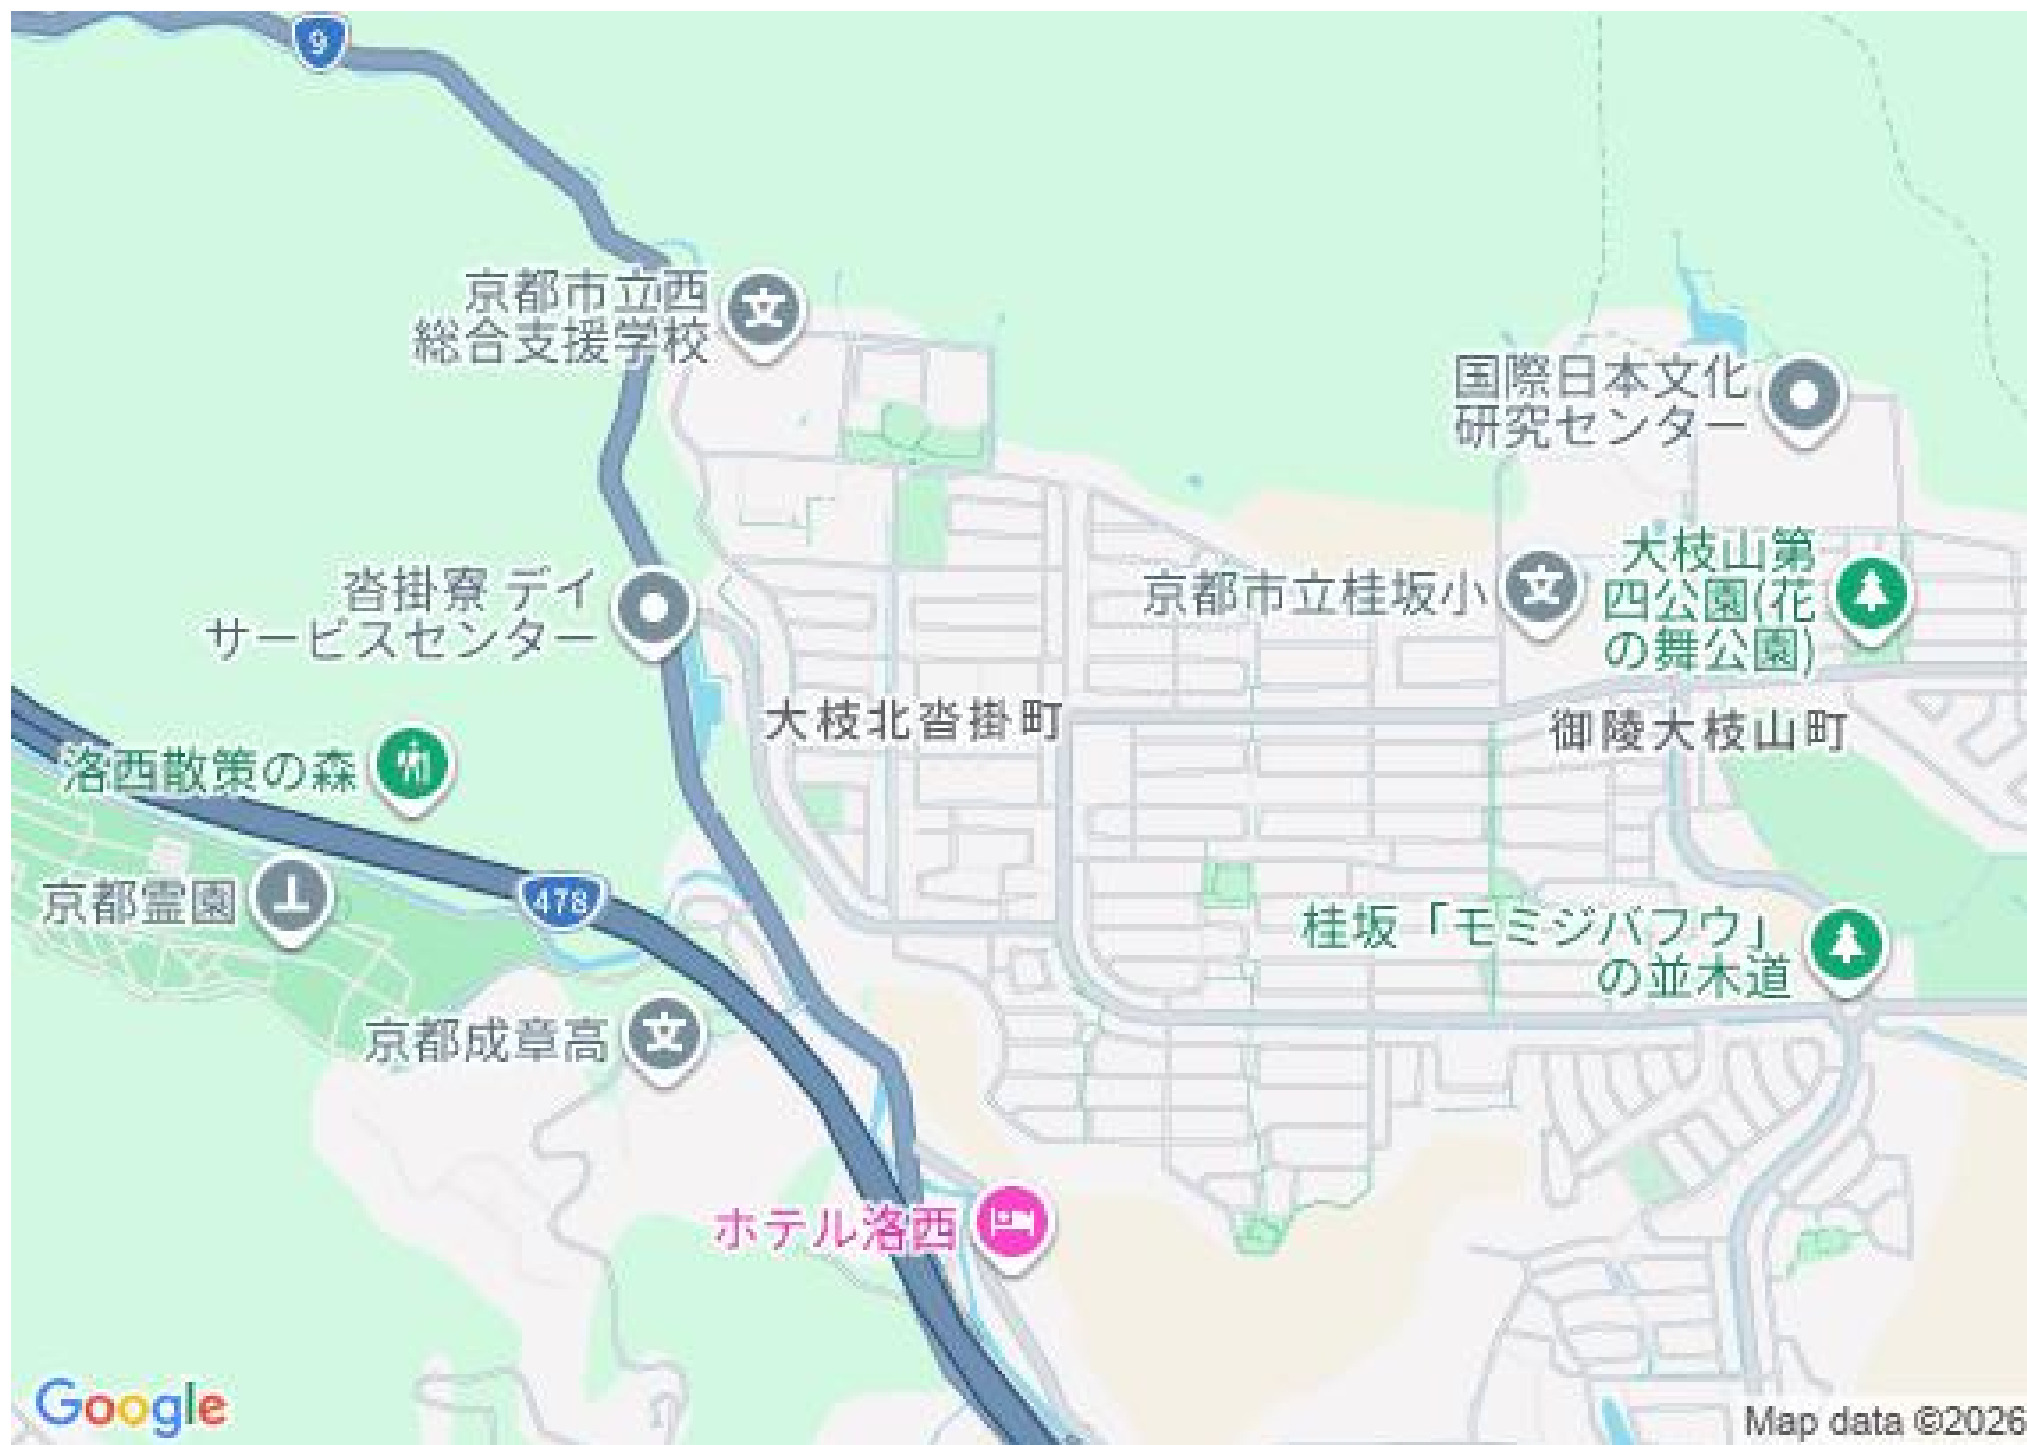 9
京都市立西
総合支援学校
国際日本文化
研究センター
大枝山第
四公園(花
の舞公園)
京都市立桂坂小
沓掛寮 デイ
サービスセンター
大枝北沓掛町
御陵大枝山町
洛西散策の森
京都霊園
478
桂坂「モミジバフウ」
の並木道
京都成章高
ホテル洛西
Google
Map data ©2026